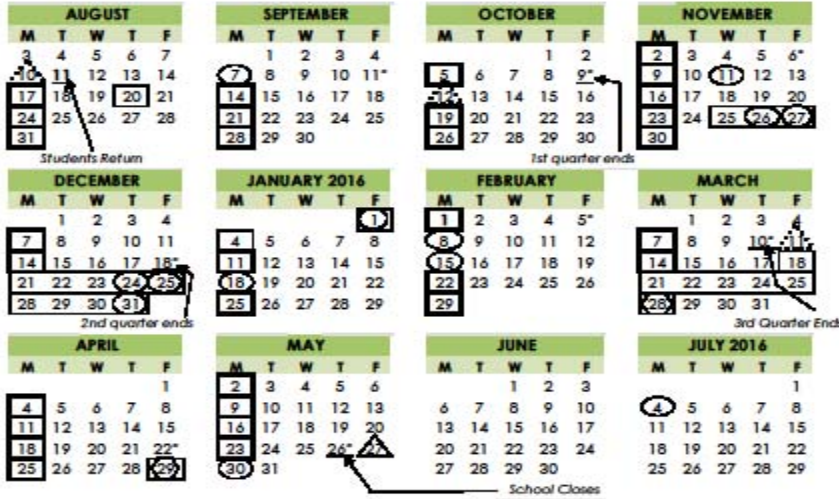 AUGUST SEPTEMBER OCTOBER NOVEMBER
M T W T F M T W T F M T W T F M T W T F
3 4 5 6 7 1 2 3 4 1 2 2 3 4 5 6*
10 11 12 13 14 7 8 9 10 11* 5 6 7 8 9* 9 10 11 12 13
17 18 19 20 21 14 15 16 17 18 12 13 14 15 16 16 17 18 19 20
24 25 26 27 28 21 22 23 24 25 19 20 21 22 23 23 24 25 26 27
31 28 29 30 26 27 28 29 30 30
Students Return 1st quarter ends
DECEMBER JANUARY 2016 FEBRUARY MARCH
M T W T F M T W T F M T W T F M T W T F
1 2 3 4 1 1 2 3 4 5* 1 2 3 4
7 8 9 10 11 4 5 6 7 8 8 9 10 11 12 7 8 9 10* 11
14 15 16 17 18* 11 12 13 14 15 15 16 17 18 19 14 15 16 17 18
21 22 23 24 25 18 19 20 21 22 22 23 24 25 26 21 22 23 24 25
28 29 30 31 25 26 27 28 29 29 28 29 30 31
2nd quarter ends 3rd Quarter Ends
APRIL MAY JUNE JULY 2016
M T W T F M T W T F M T W T F M T W T F
1 2 3 4 5 6 1 2 3 1
4 5 6 7 8 9 10 11 12 13 6 7 8 9 10 4 5 6 7 8
11 12 13 14 15 16 17 18 19 20 13 14 15 16 17 11 12 13 14 15
18 19 20 21 22* 23 24 25 26* 27 20 21 22 23 24 18 19 20 21 22
25 26 27 28 29 30 31 27 28 29 30 25 26 27 28 29
School Closes